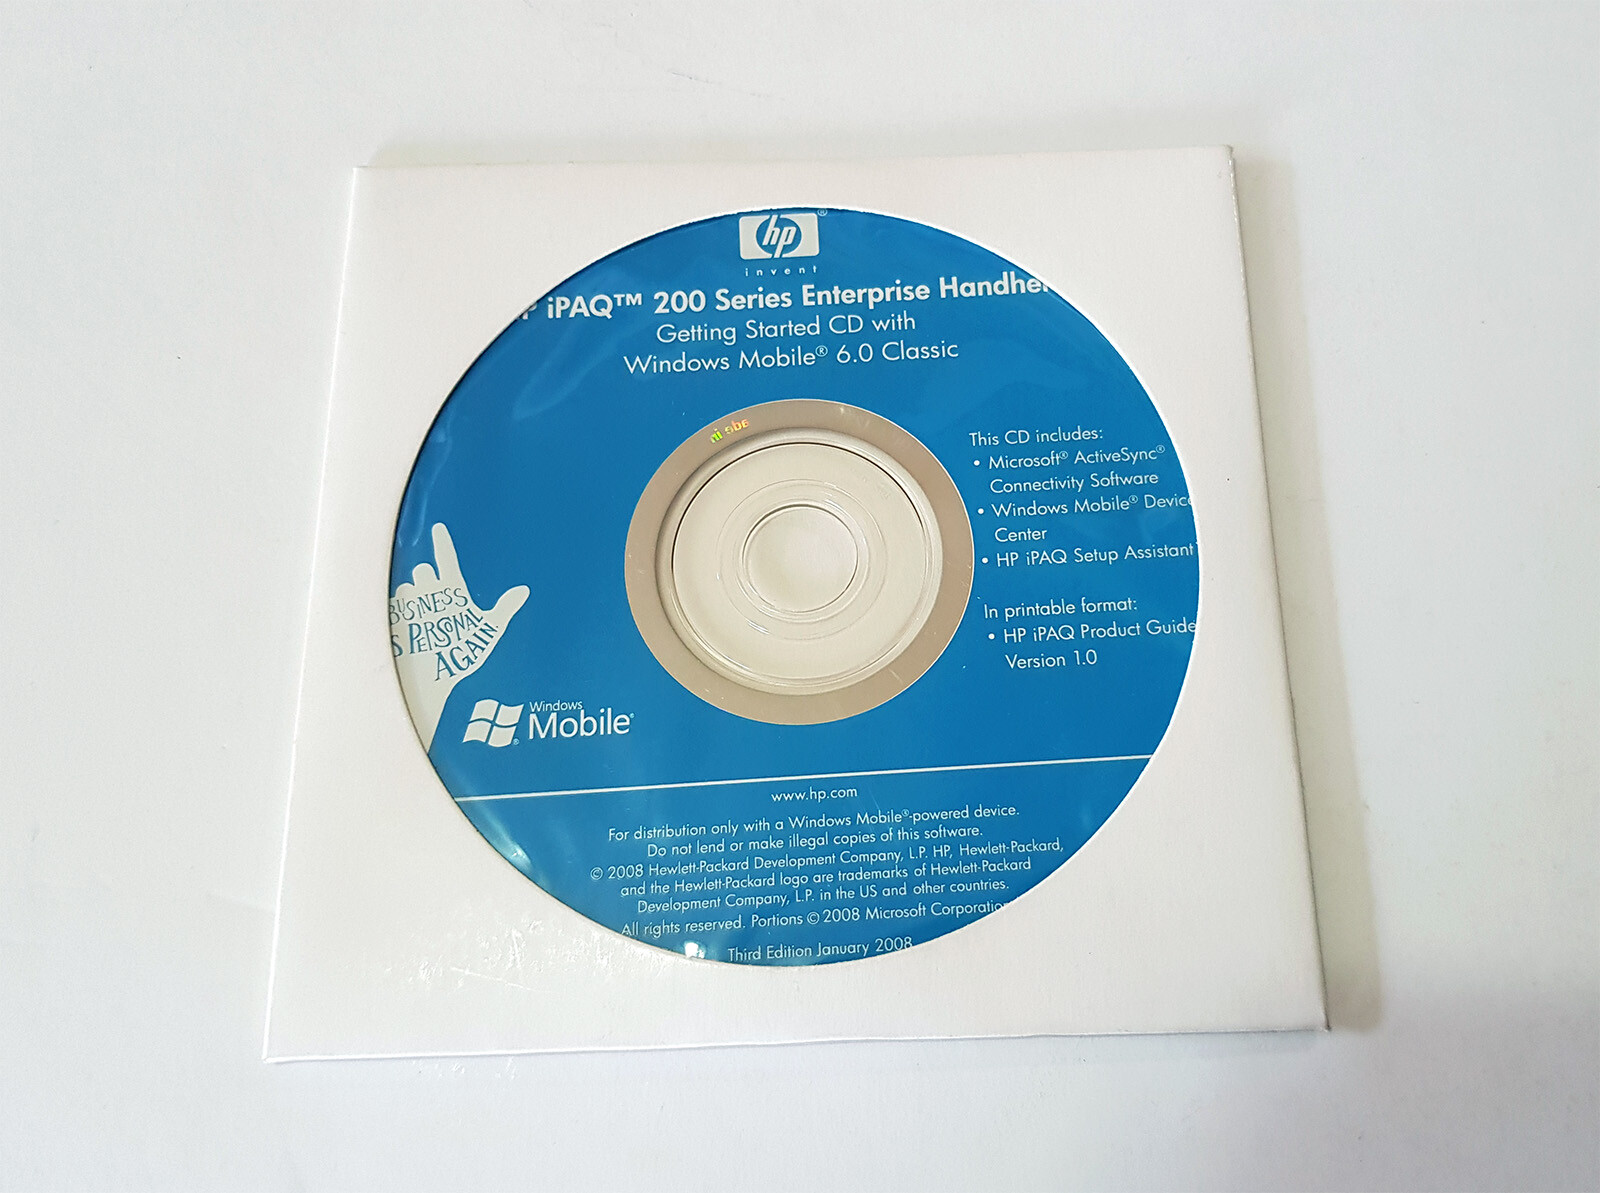 hp®
invent
iPAQ™ 200 Series Enterprise Handhel
Getting Started CD with
Windows Mobile® 6.0 Classic
This CD includes:
• Microsoft® ActiveSync®
Connectivity Software
• Windows Mobile® Device
Center
• HP iPAQ Setup Assistant
In printable format:
• HP iPAQ Product Guide
Version 1.0
BUSINESS
IS PERSONAL
AGAIN.
Windows
Mobile®
www.hp.com
For distribution only with a Windows Mobile®-powered device.
Do not lend or make illegal copies of this software.
© 2008 Hewlett-Packard Development Company, L.P. HP, Hewlett-Packard,
and the Hewlett-Packard logo are trademarks of Hewlett-Packard
Development Company, L.P. in the US and other countries.
All rights reserved. Portions © 2008 Microsoft Corporation
Third Edition January 2008